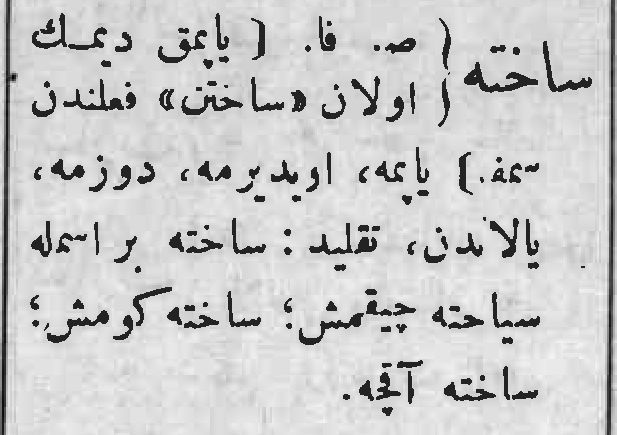 ساخته ( ص. فا. [ یاپمق دیمك
( اولان «ساختن» فعلندن
سمف.] یاپمه، اویدیرمه، دوزمه،
یالاندن، تقلید : ساخته بر اسمله
سیاحته چیقمش؛ ساخته کومش؛
ساخته آقچه.